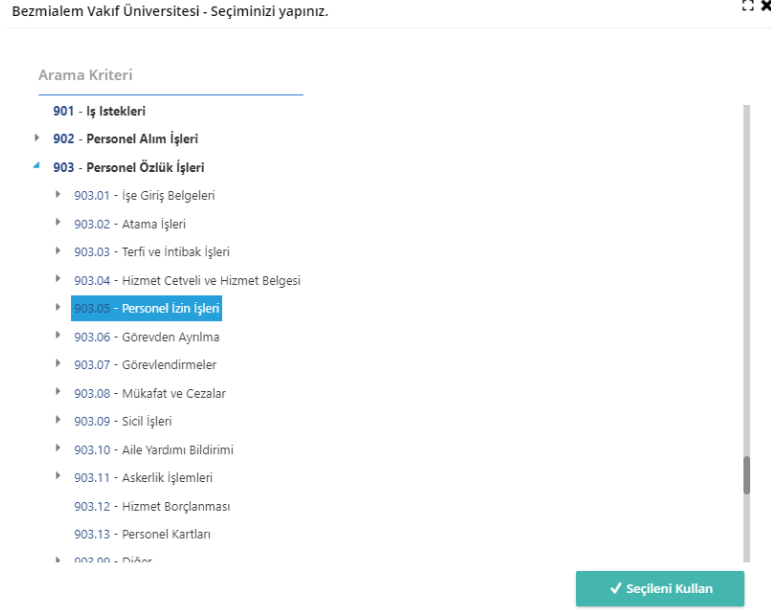 Bezmialem Vakıf Üniversitesi - Seçiminizi yapınız.
Arama Kriteri
901 - Iş Istekleri
902 - Personel Alım İşleri
903 - Personel Özlük İşleri
903.01 - İşe Giriş Belgeleri
903.02 - Atama İşleri
903.03 - Terfi ve İntibak İşleri
903.04 - Hizmet Cetveli ve Hizmet Belgesi
903.05 - Personel İzin İşleri
903.06 - Görevden Ayrılma
903.07 - Görevlendirmeler
903.08 - Mükafat ve Cezalar
903.09 - Sicil İşleri
903.10 - Aile Yardımı Bildirimi
903.11 - Askerlik İşlemleri
903.12 - Hizmet Borçlanması
903.13 - Personel Kartları
903.99 - Diğer
Seçileni Kullan